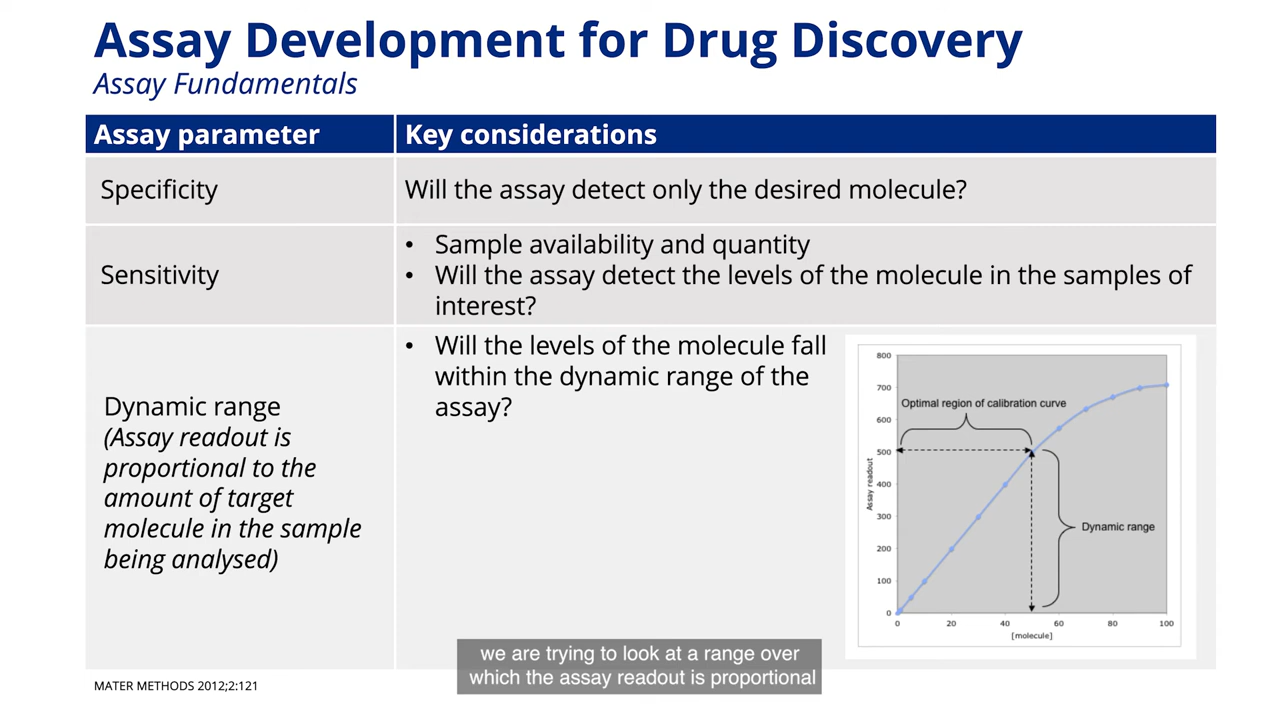 Assay Development for Drug Discovery
Assay Fundamentals
Assay parameter
Key considerations
Specificity
Will the assay detect only the desired molecule?
Sensitivity
• Sample availability and quantity
• Will the assay detect the levels of the molecule in the samples of
interest?
Dynamic range
(Assay readout is
proportional to the
amount of target
molecule in the sample
being analysed)
• Will the levels of the molecule fall
within the dynamic range of the
assay?
800
700
600
500
400
300
200
100
0
Assay readout
Optimal region of calibration curve
Dynamic range
0 20 40 60 80 100
[molecule]
we are trying to look at a range over
which the assay readout is proportional
MATER METHODS 2012;2:121